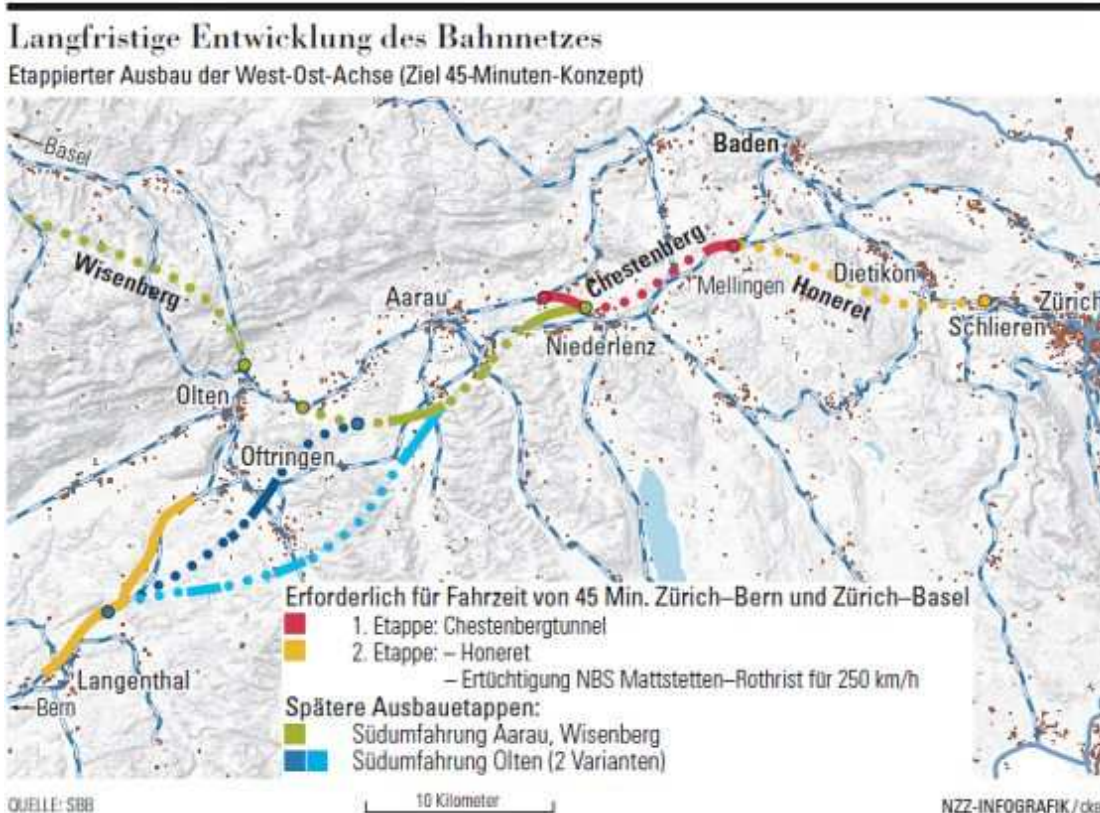 Langfristige Entwicklung des Bahnnetzes
Etappierter Ausbau der West-Ost-Achse (Ziel 45-Minuten-Konzept)
Basel
Baden
Wisenberg
Chestenberg
Mellingen
Honeret
Dietikon
Aarau
Zürich
Schlieren
Niederlenz
Olten
Oftringen
Erforderlich für Fahrzeit von 45 Min. Zürich–Bern und Zürich–Basel
1. Etappe: Chestenbergtunnel
2. Etappe: – Honeret
– Ertüchtigung NBS Mattstetten–Rothrist für 250 km/h
Langenthal
Bern
Spätere Ausbauetappen:
Südumfahrung Aarau, Wisenberg
Südumfahrung Olten (2 Varianten)
QUELLE: SBB
10 Kilometer
NZZ-INFOGRAFIK / cke